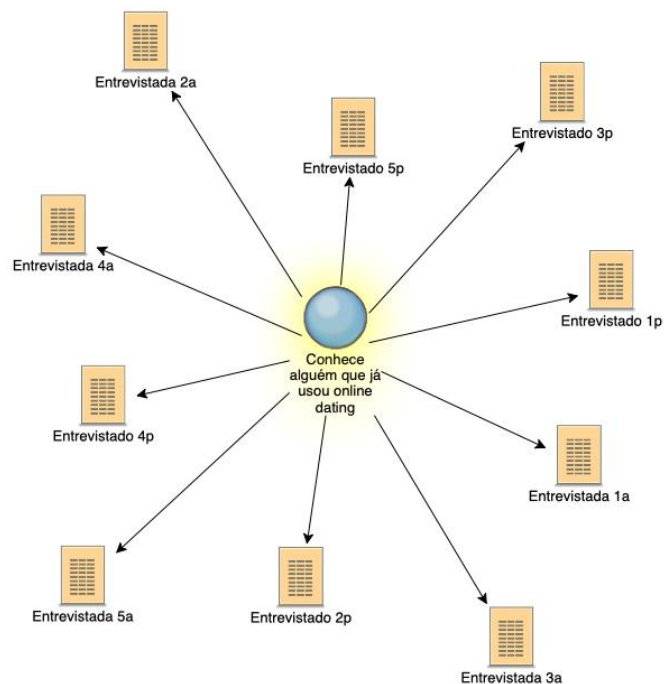 Entrevistada 2a
Entrevistado 3p
Entrevistado 5p
Entrevistada 4a
Entrevistado 1p
Conhece
alguém que já
usou online
dating
Entrevistado 4p
Entrevistada 1a
Entrevistada 5a
Entrevistado 2p
Entrevistada 3a